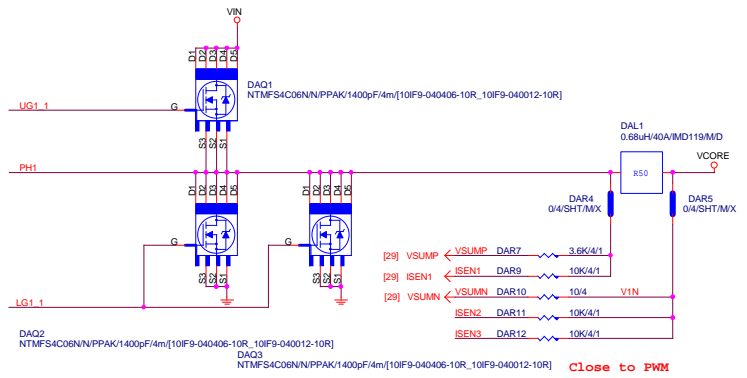 VIN
D1 D2 D3 D4 D5
DAQ1
NTMFS4C06N/N/PPAK/1400pF/4m/[10IF9-040406-10R_10IF9-040012-10R]
UG1_1
G
S3 S2 S1
DAL1
0.68uH/40A/IMD119/M/D
VCORE
PH1
R50
D1 D2 D3 D4 D5
D1 D2 D3 D4 D5
DAR4
0/4/SHT/M/X
DAR5
0/4/SHT/M/X
G
G
[29] VSUMP VSUMP DAR7 3.6K/4/1
S3 S2 S1
S3 S2 S1
[29] ISEN1 ISEN1 DAR9 10K/4/1
[29] VSUMN VSUMN DAR10 10/4 V1N
LG1_1
ISEN2 DAR11 10K/4/1
ISEN3 DAR12 10K/4/1
DAQ2
NTMFS4C06N/N/PPAK/1400pF/4m/[10IF9-040406-10R_10IF9-040012-10R]
DAQ3
NTMFS4C06N/N/PPAK/1400pF/4m/[10IF9-040406-10R_10IF9-040012-10R]
Close to PWM